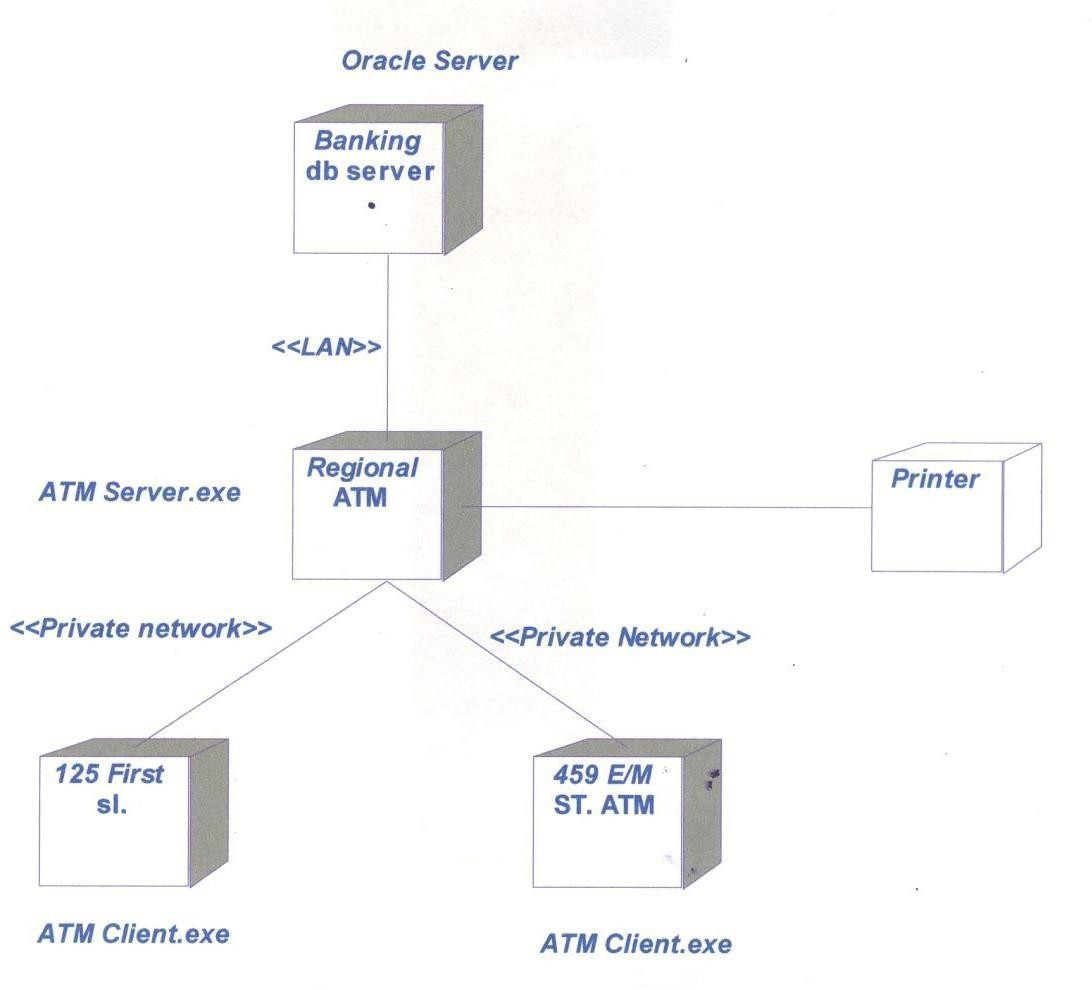 Oracle Server
Banking
db server
<<LAN>>
Regional
ATM
ATM Server.exe
Printer
<<Private network>>
<<Private Network>>
125 First
sl.
459 E/M
ST. ATM
ATM Client.exe
ATM Client.exe